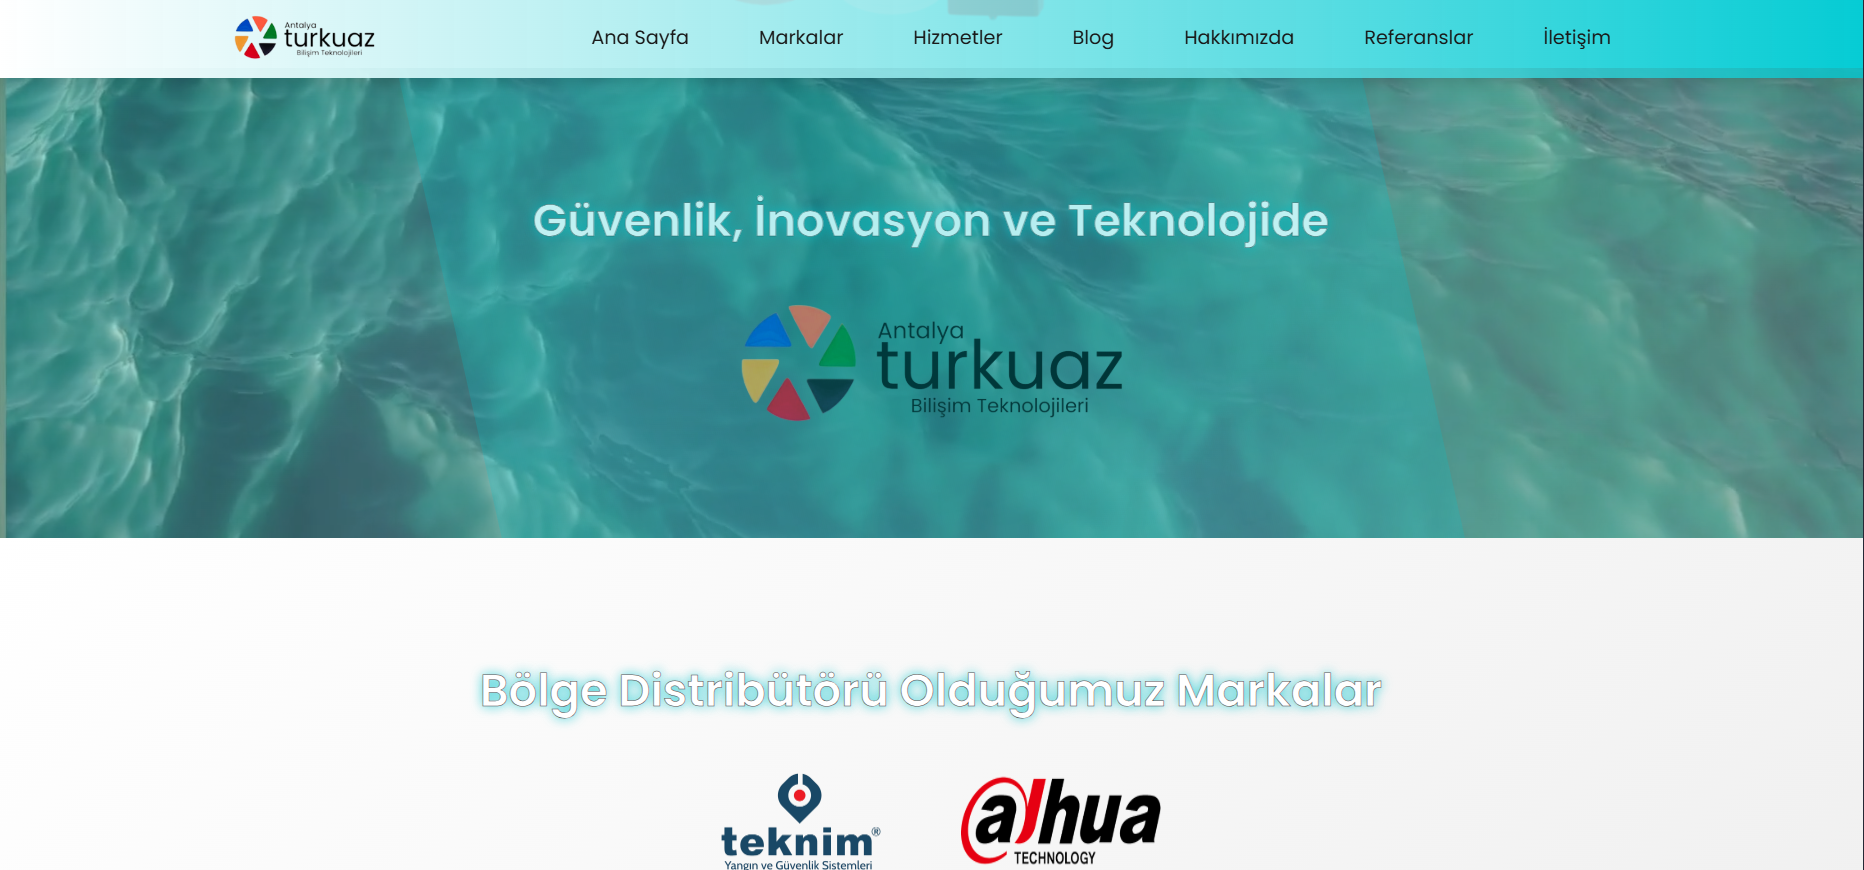 Antalya
turkuaz
Bilişim Teknolojileri
Ana Sayfa Markalar Hizmetler Blog Hakkımızda Referanslar İletişim
Güvenlik, İnovasyon ve Teknolojide
Antalya
turkuaz
Bilişim Teknolojileri
Bölge Distribütörü Olduğumuz Markalar
teknim®
Yangın ve Güvenlik Sistemleri
alhua
TECHNOLOGY